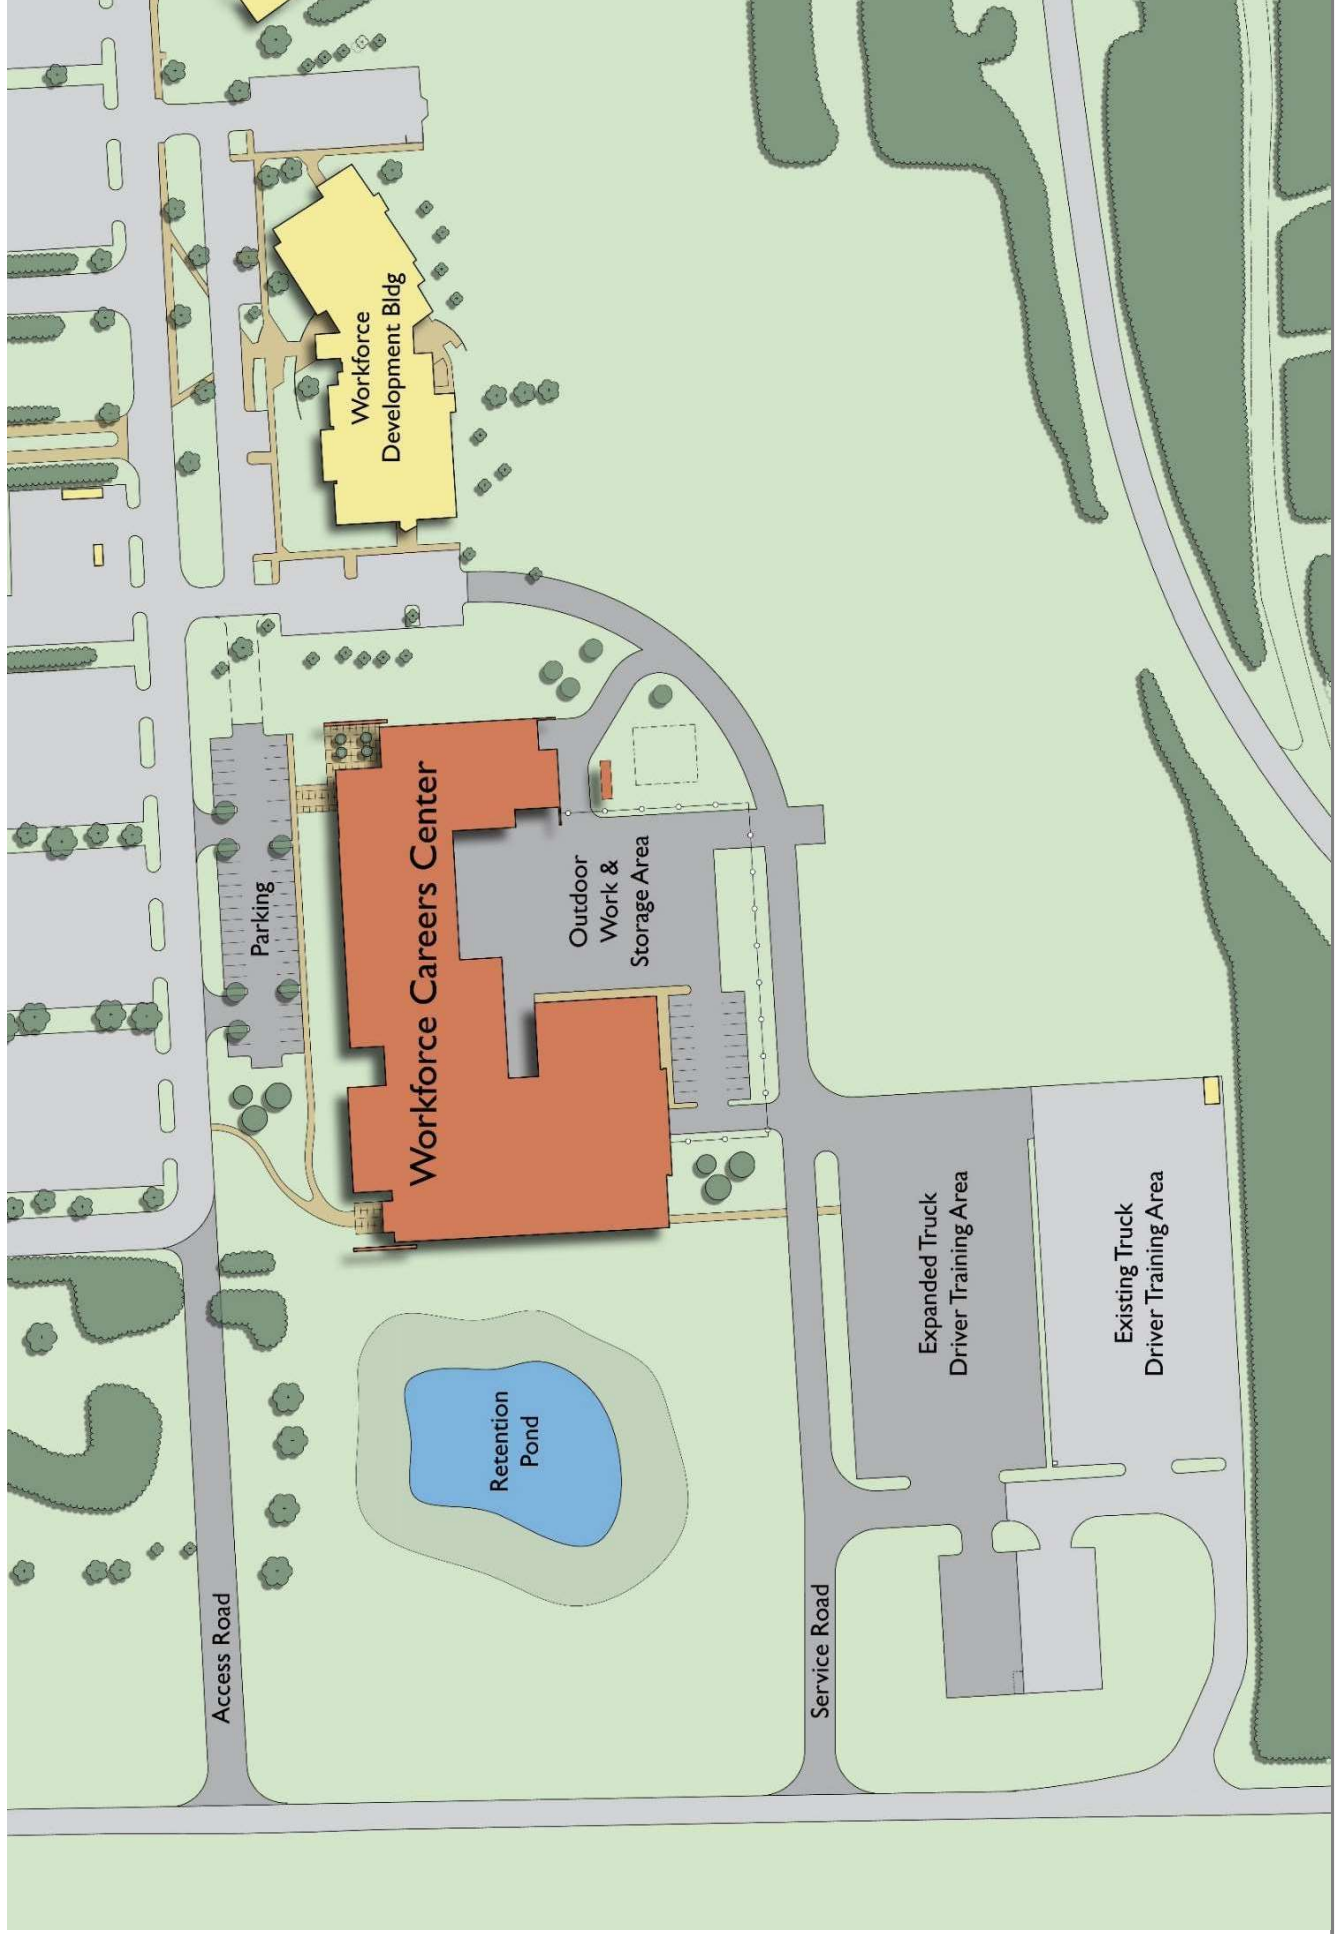 Workforce
Development Bldg
Parking
Workforce Careers Center
Outdoor
Work &
Storage Area
Expanded Truck
Driver Training Area
Existing Truck
Driver Training Area
Retention
Pond
Access Road
Service Road